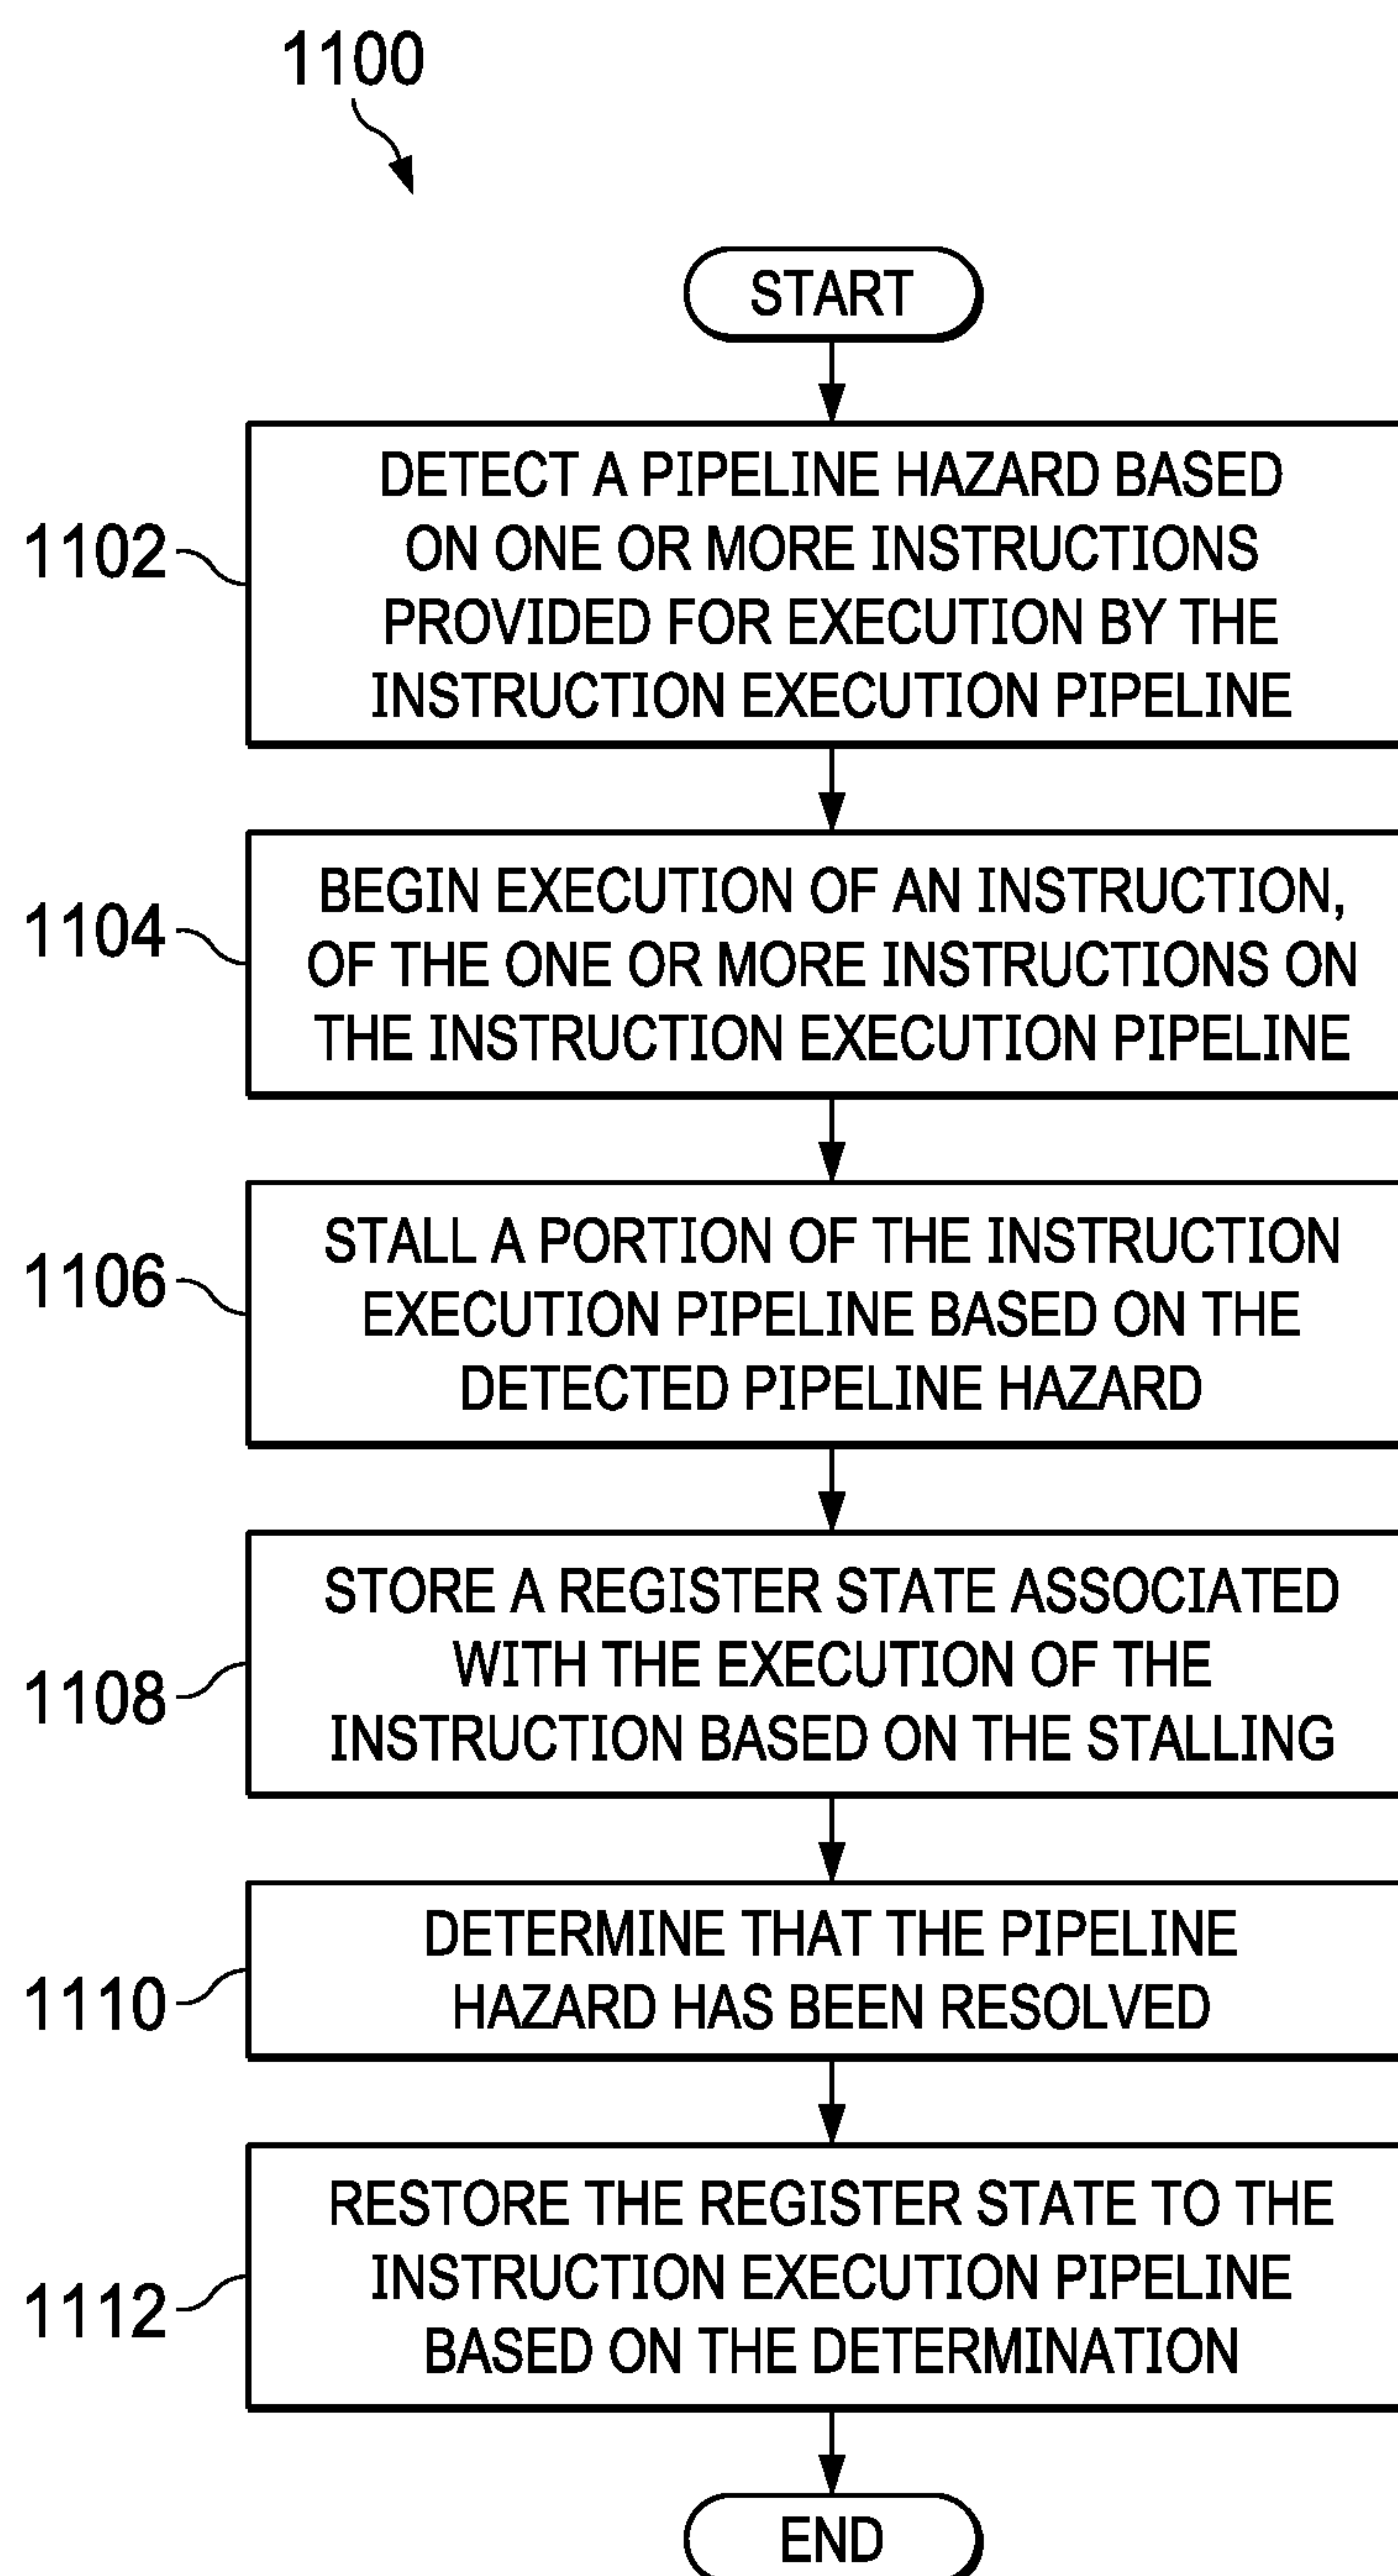 1100
START
DETECT A PIPELINE HAZARD BASED
ON ONE OR MORE INSTRUCTIONS
PROVIDED FOR EXECUTION BY THE
INSTRUCTION EXECUTION PIPELINE
1102
BEGIN EXECUTION OF AN INSTRUCTION,
OF THE ONE OR MORE INSTRUCTIONS ON
THE INSTRUCTION EXECUTION PIPELINE
1104
STALL A PORTION OF THE INSTRUCTION
EXECUTION PIPELINE BASED ON THE
DETECTED PIPELINE HAZARD
1106
STORE A REGISTER STATE ASSOCIATED
WITH THE EXECUTION OF THE
INSTRUCTION BASED ON THE STALLING
1108
DETERMINE THAT THE PIPELINE
HAZARD HAS BEEN RESOLVED
1110
RESTORE THE REGISTER STATE TO THE
INSTRUCTION EXECUTION PIPELINE
BASED ON THE DETERMINATION
1112
END